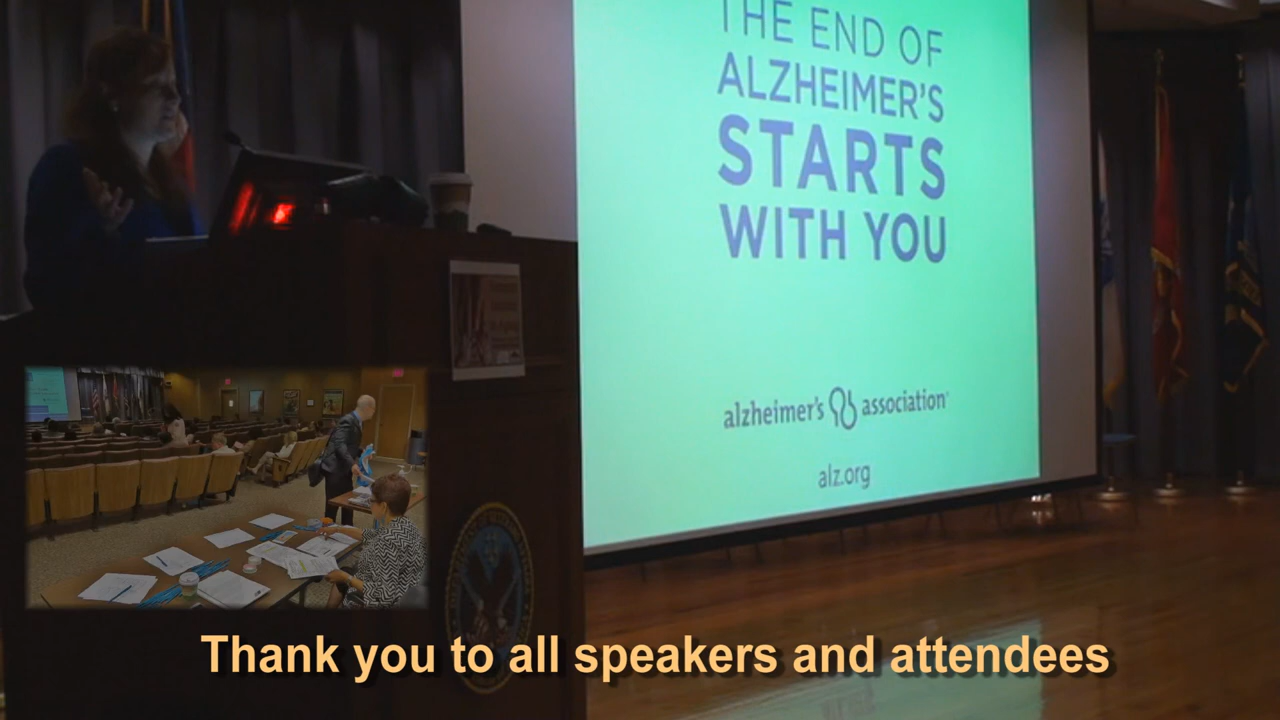 THE END OF
ALZHEIMER'S
STARTS
WITH YOU
alzheimer's association
alz.org
Thank you to all speakers and attendees